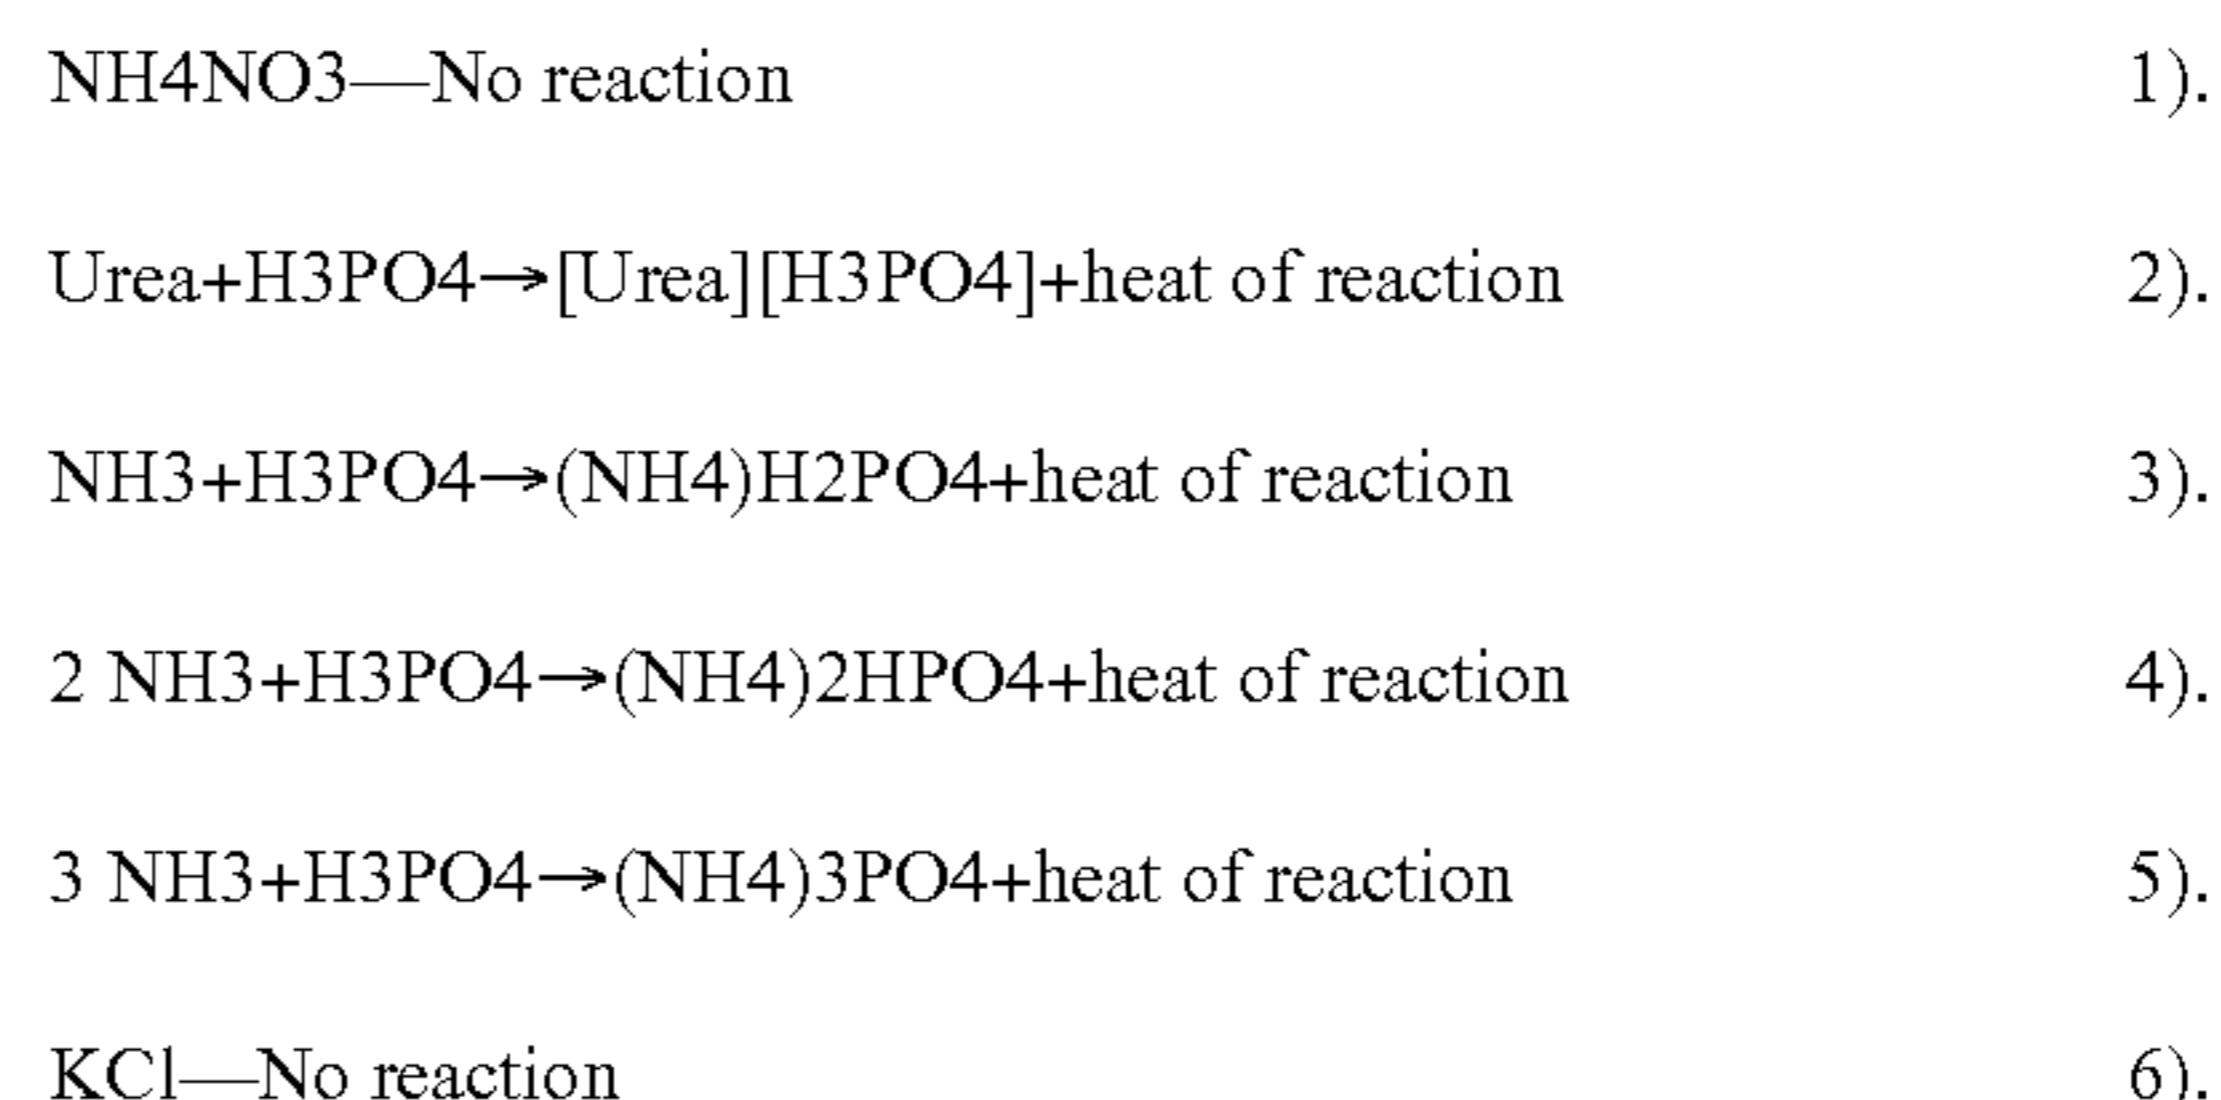 NH4NO3—No reaction 1).
Urea+H3PO4→[Urea][H3PO4]+heat of reaction 2).
NH3+H3PO4→(NH4)H2PO4+heat of reaction 3).
2 NH3+H3PO4→(NH4)2HPO4+heat of reaction 4).
3 NH3+H3PO4→(NH4)3PO4+heat of reaction 5).
KCl—No reaction 6).